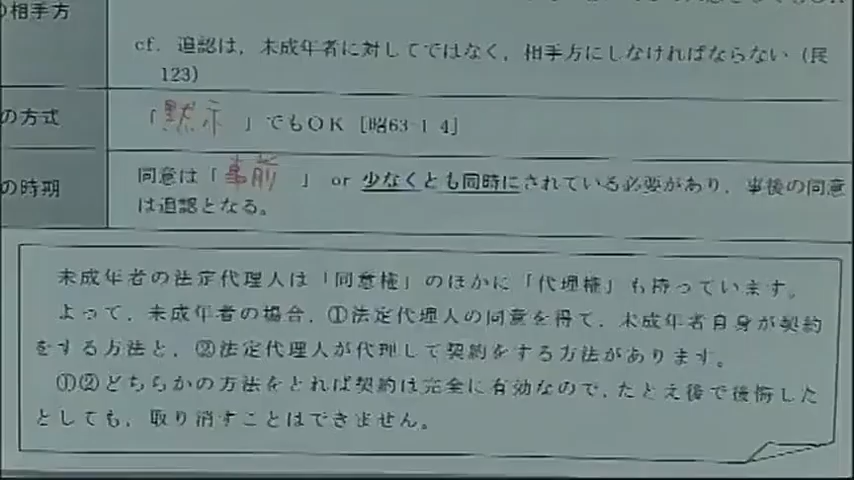 相手方
cf. 追認は，未成年者に対してではなく，相手方にしなければならない（民
123）
の方式
「黙示」でもＯＫ［昭63-1-4］
の時期
同意は「事前」 or 少なくとも同時にされている必要があり，事後の同意
は追認となる。
未成年者の法定代理人は「同意権」のほかに「代理権」も持っています。
よって，未成年者の場合，①法定代理人の同意を得て，未成年者自身が契約
をする方法と，②法定代理人が代理して契約をする方法があります。
①②どちらかの方法をとれば契約は完全に有効なので，たとえ後で後悔した
としても，取り消すことはできません。